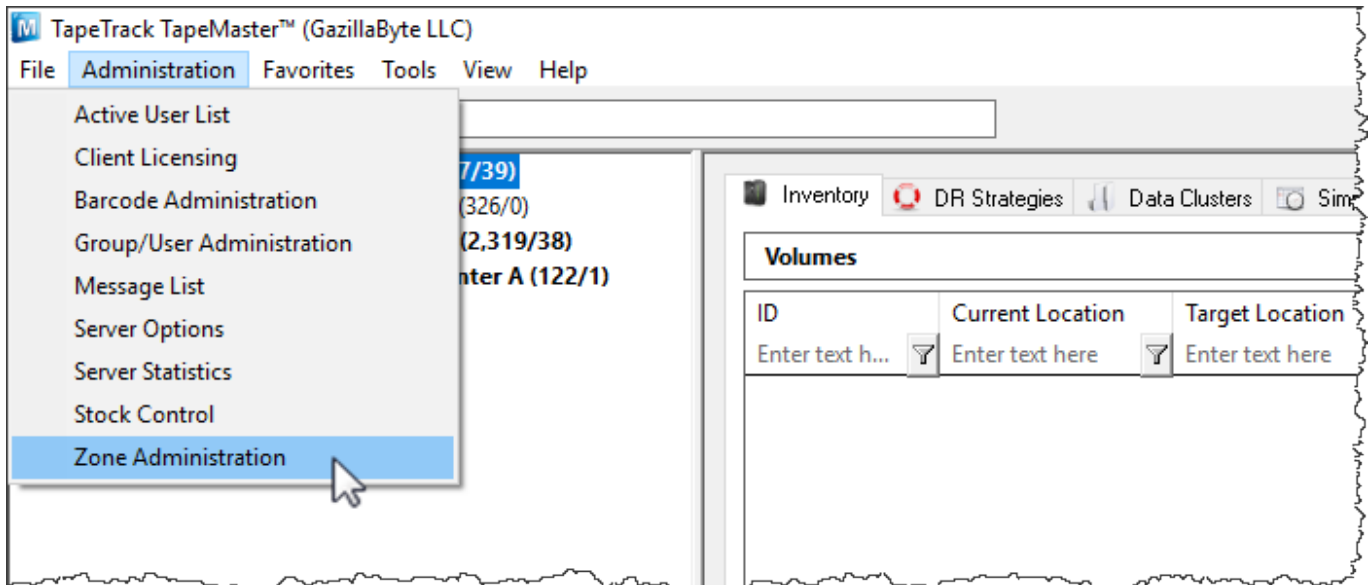 TapeTrack TapeMaster™ (GazillaByte LLC)
File Administration Favorites Tools View Help
Active User List
Client Licensing
Barcode Administration
Group/User Administration
Message List
Server Options
Server Statistics
Stock Control
Zone Administration
7/39)
(326/0)
(2,319/38)
nter A (122/1)
Inventory DR Strategies Data Clusters Sim
Volumes
ID Current Location Target Location
Enter text h... Enter text here Enter text here